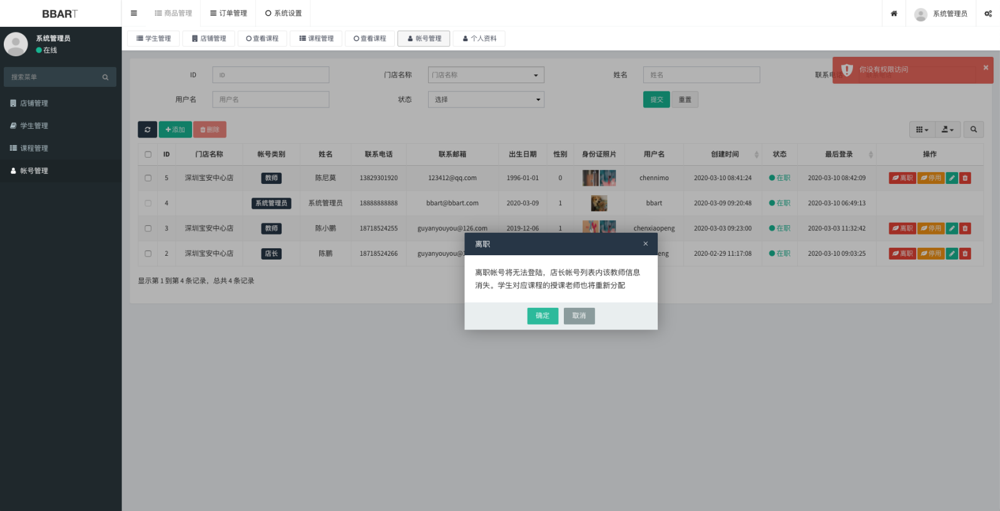 BBART
商品管理
订单管理
系统设置
系统管理员
系统管理员
在线
学生管理
店铺管理
查看课程
课程管理
查看课程
帐号管理
个人资料
搜索菜单
店铺管理
学生管理
课程管理
帐号管理
你没有权限访问
×
ID
ID
门店名称
门店名称
姓名
姓名
联系电话
用户名
用户名
状态
选择
提交
重置
添加
删除
ID 门店名称 帐号类别 姓名 联系电话 联系邮箱 出生日期 性别 身份证照片 用户名 创建时间 状态 最后登录 操作
5 深圳宝安中心店 教师 陈尼莫 13829301920 123412@qq.com 1996-01-01 0 chennimo 2020-03-10 08:41:24 在职 2020-03-10 08:42:09 离职 停用
4 系统管理员 系统管理员 18888888888 bbart@bbart.com 2020-03-09 1 bbart 2020-03-09 09:20:48 在职 2020-03-10 06:49:13
3 深圳宝安中心店 教师 陈小鹏 18718524255 guyanyouyou@126.com 2019-12-06 1 chenxiaopeng 2020-03-03 09:23:00 在职 2020-03-03 11:32:42 离职 停用
2 深圳宝安中心店 店长 陈鹏 18718524266 guyanyouyou@ eng 2020-02-29 11:17:08 在职 2020-03-10 09:03:25 离职 停用
显示第 1 到第 4 条记录，总共 4 条记录
离职
×
离职帐号将无法登陆，店长帐号列表内该教师信息
消失。学生对应课程的授课老师也将重新分配
确定
取消